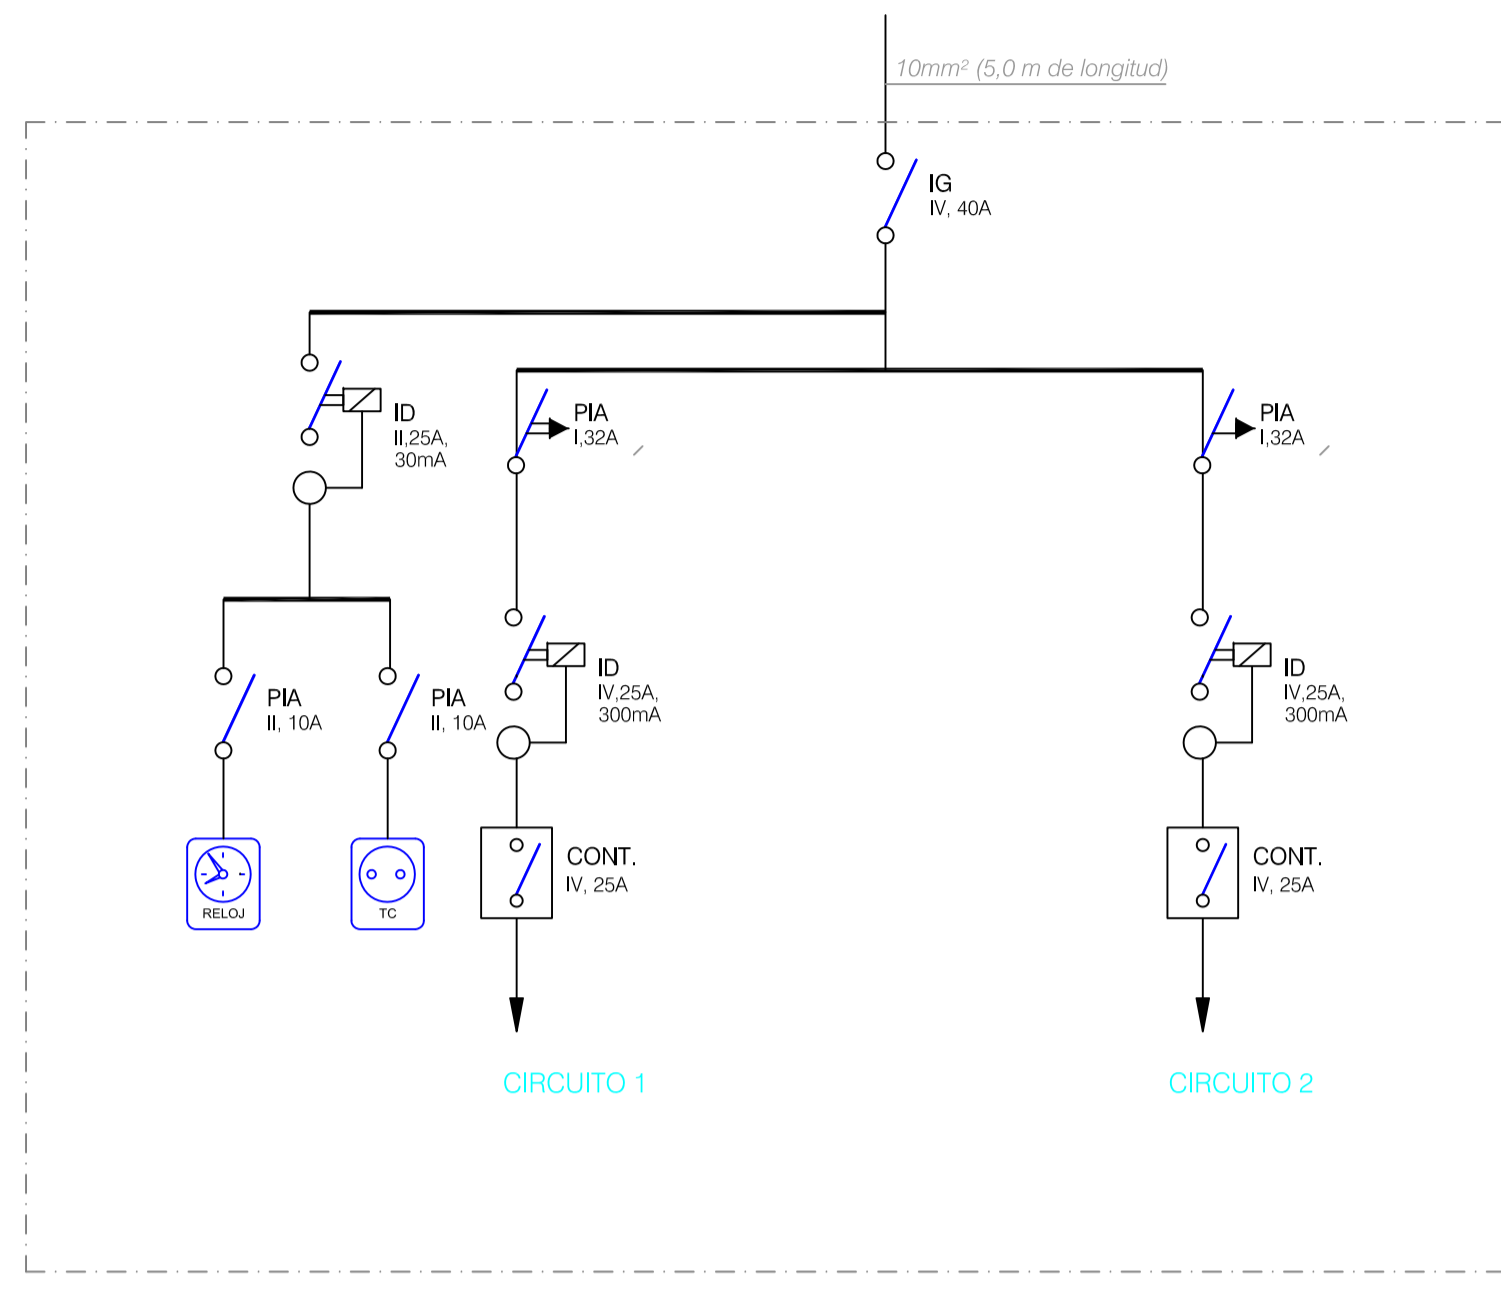 10mm² (5,0 m de longitud)
IG
IV, 40A
ID
II,25A,
30mA
PIA
I,32A
PIA
I,32A
PIA
II, 10A
PIA
II, 10A
ID
IV,25A,
300mA
ID
IV,25A,
300mA
RELOJ
TC
CONT.
IV, 25A
CONT.
IV, 25A
CIRCUITO 1
CIRCUITO 2